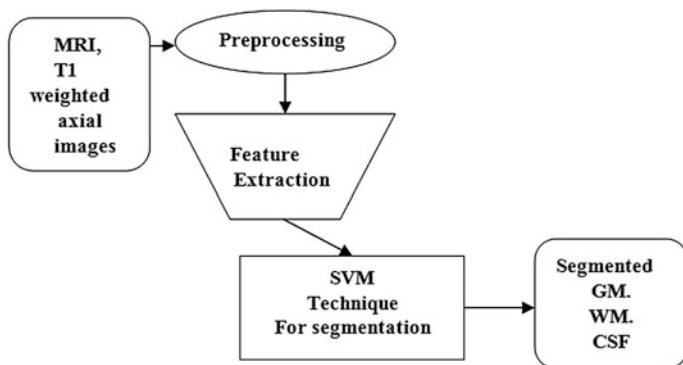 MRI,
T1
weighted
axial
images
Preprocessing
Feature
Extraction
SVM
Technique
For segmentation
Segmented
GM.
WM.
CSF